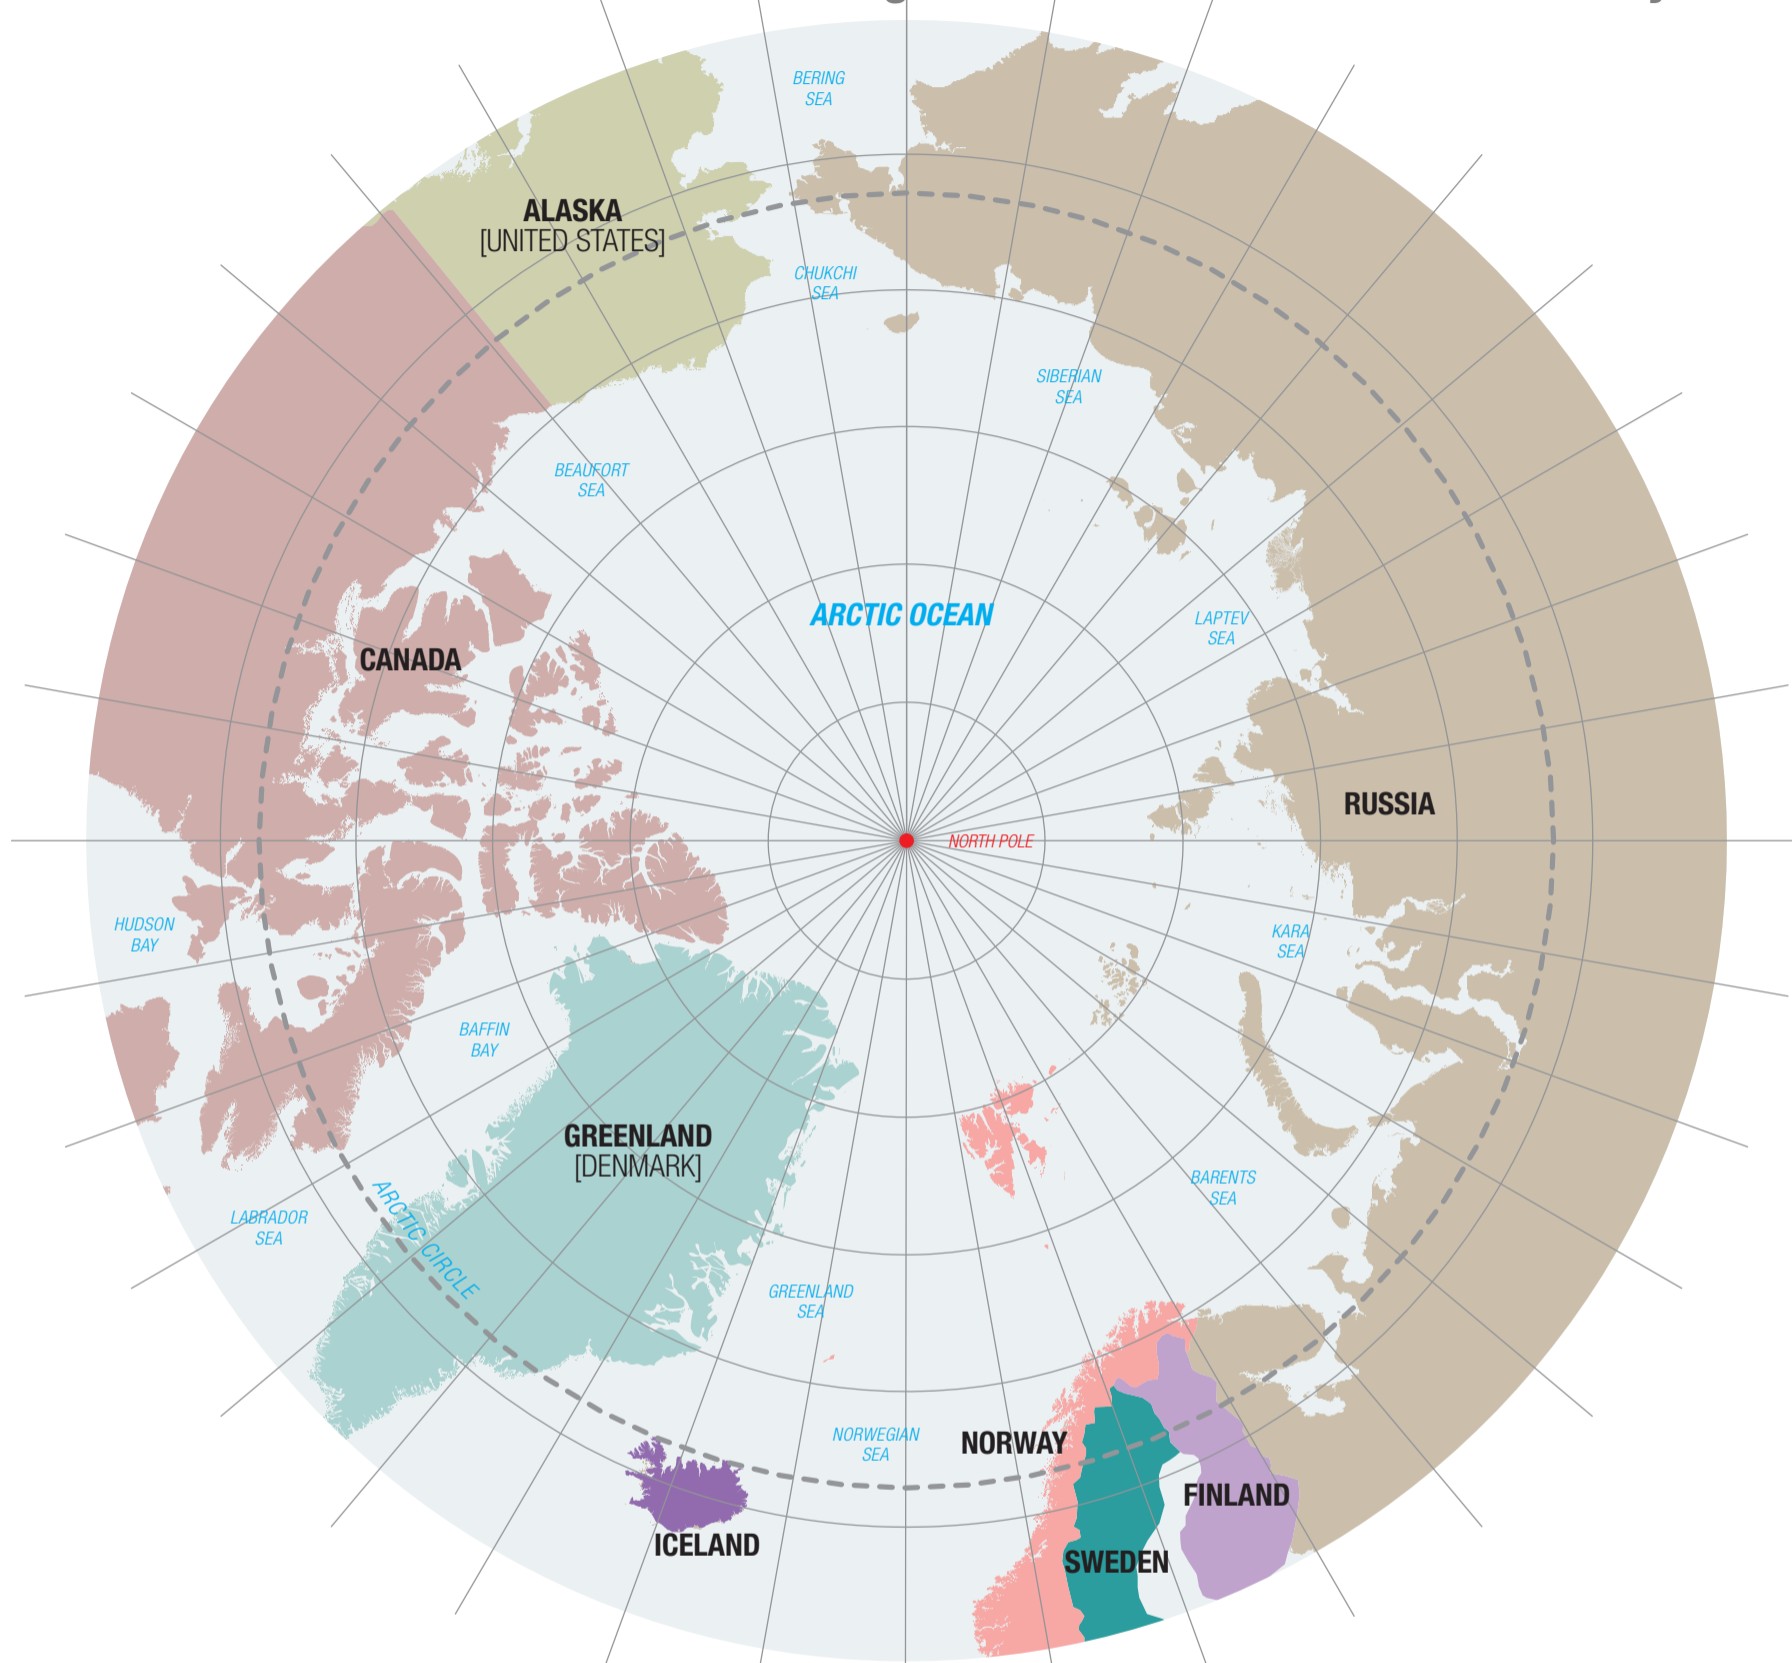 BERING
SEA
ALASKA
[UNITED STATES]
CHUKCHI
SEA
SIBERIAN
SEA
BEAUFORT
SEA
ARCTIC OCEAN
LAPTEV
SEA
CANADA
RUSSIA
NORTH POLE
HUDSON
BAY
KARA
SEA
BAFFIN
BAY
GREENLAND
[DENMARK]
BARENTS
SEA
LABRADOR
SEA
ARCTIC CIRCLE
GREENLAND
SEA
NORWEGIAN
SEA
NORWAY
FINLAND
ICELAND
SWEDEN